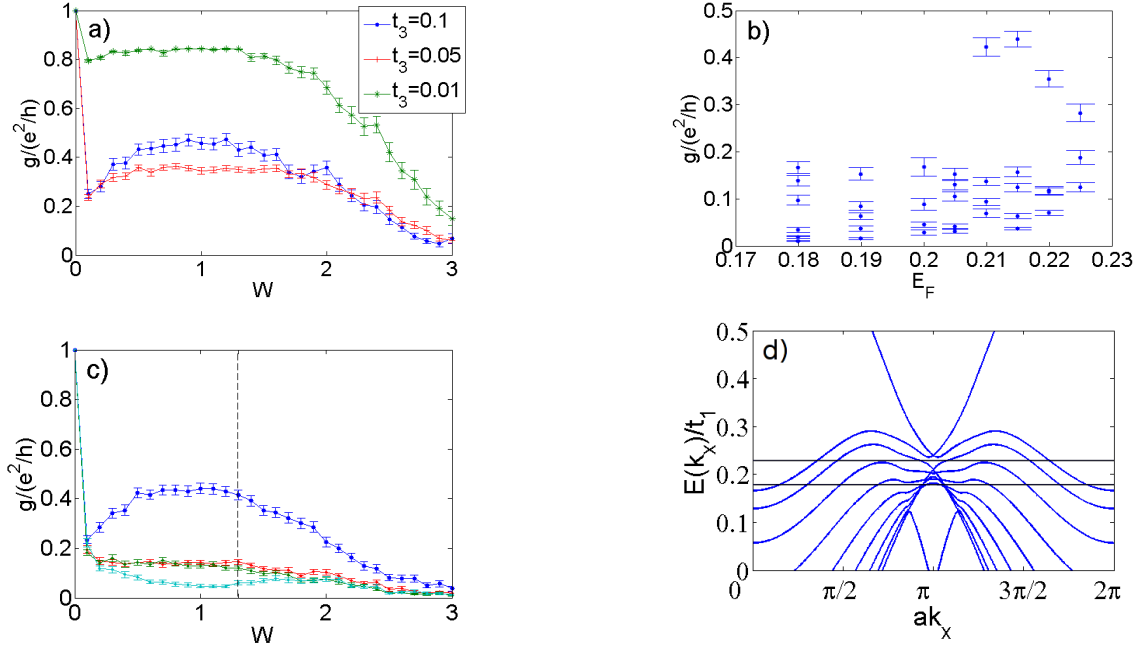 a)
g/(e²/h)
1
0.8
0.6
0.4
0.2
0
0
1
2
3
W
t₃=0.1
t₃=0.05
t₃=0.01
b)
g/(e²/h)
0.5
0.4
0.3
0.2
0.1
0
0.17
0.18
0.19
0.2
0.21
0.22
0.23
E_F
c)
g/(e²/h)
1
0.8
0.6
0.4
0.2
0
0
1
2
3
W
d)
E(kₓ)/t₁
0.5
0.4
0.3
0.2
0.1
0
0
π/2
π
3π/2
2π
akₓ